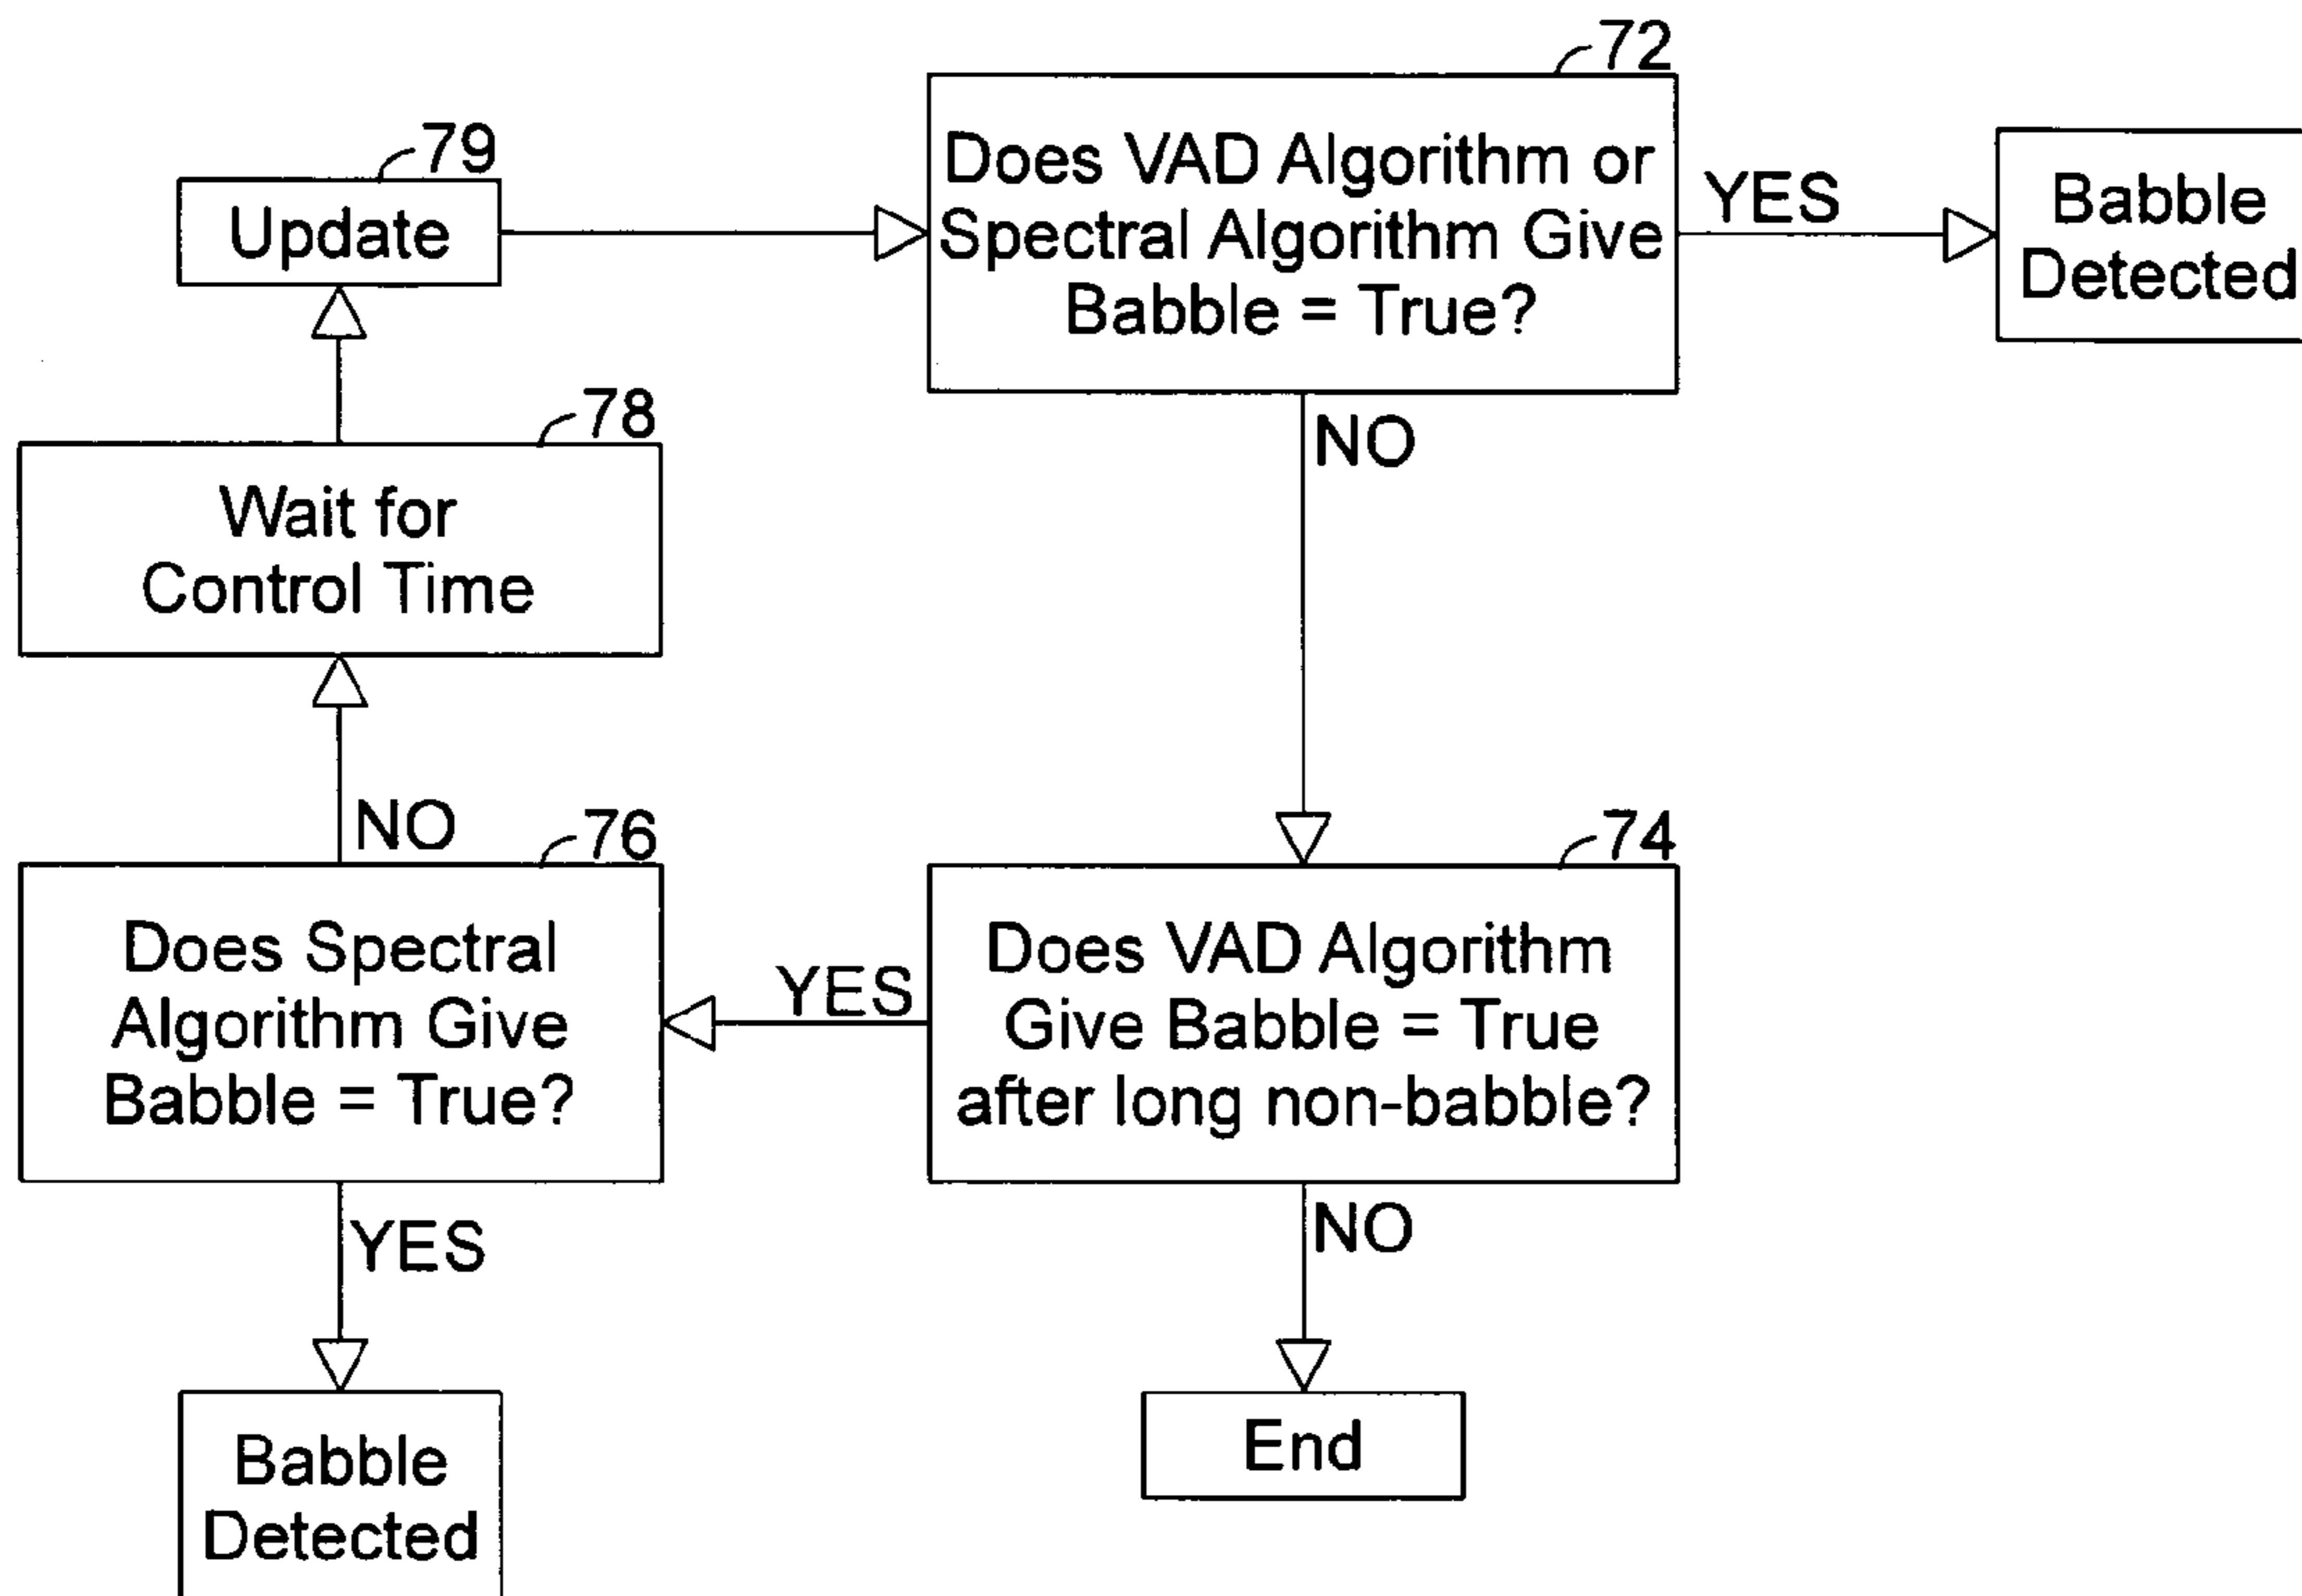 72
Does VAD Algorithm or
Spectral Algorithm Give
Babble = True?
YES
Babble
Detected
79
Update
NO
78
Wait for
Control Time
NO
76
Does Spectral
Algorithm Give
Babble = True?
YES
74
Does VAD Algorithm
Give Babble = True
after long non-babble?
YES
NO
Babble
Detected
End